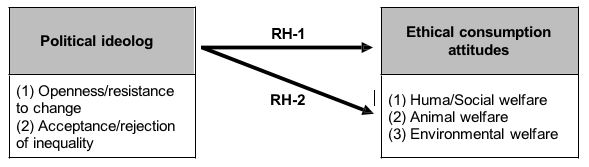 Political ideolog
(1) Openness/resistance
to change
(2) Acceptance/rejection
of inequality
RH-1
RH-2
Ethical consumption
attitudes
(1) Huma/Social welfare
(2) Animal welfare
(3) Environmental welfare